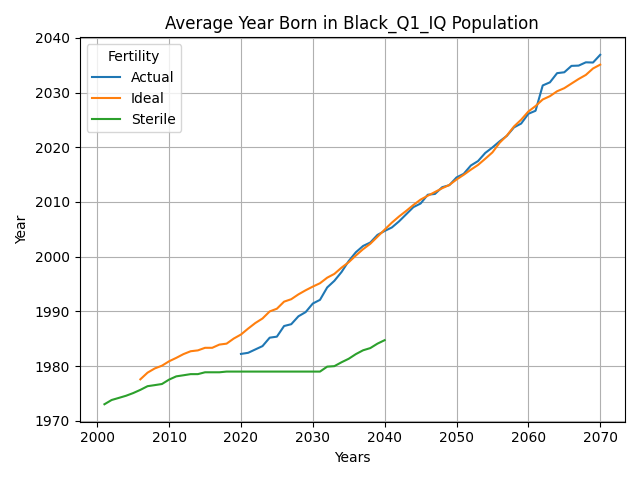 Average Year Born in Black_Q1_IQ Population
Year
2040
2030
2020
2010
2000
1990
1980
1970
Fertility
Actual
Ideal
Sterile
2000 2010 2020 2030 2040 2050 2060 2070
Years